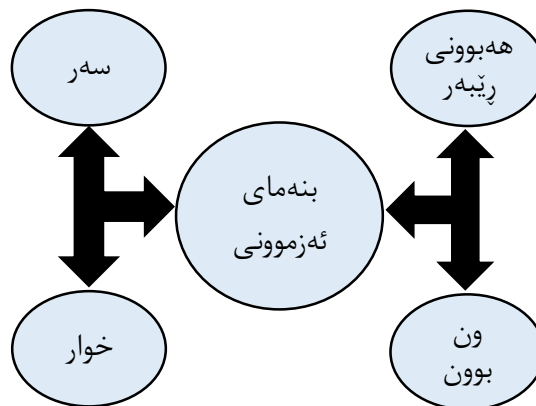 هەبوونی
ڕێبەر
سەر
بنەمای
ئەزموونی
ون
بوون
خوار